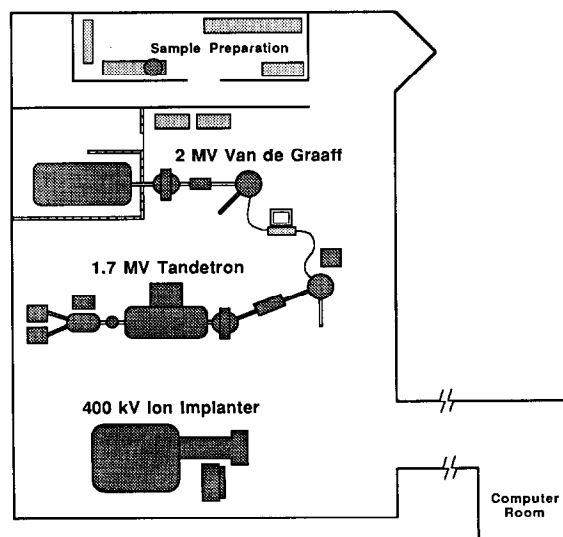 Sample Preparation
2 MV Van de Graaff
1.7 MV Tandetron
400 kV Ion Implanter
Computer
Room